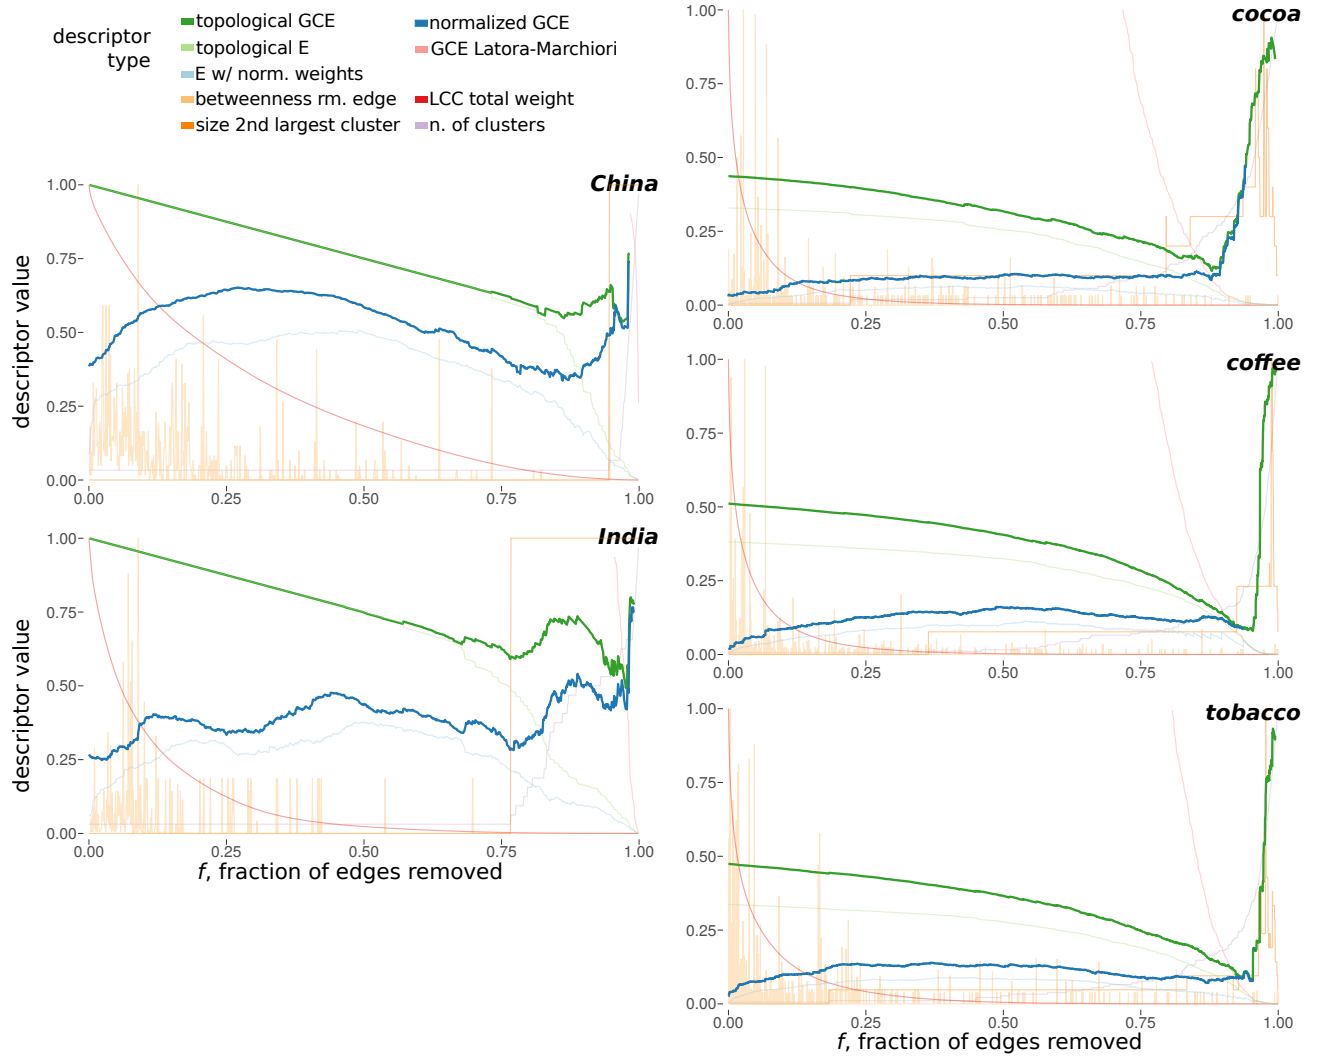 descriptor
type
topological GCE
topological E
E w/ norm. weights
betweenness rm. edge
size 2nd largest cluster
normalized GCE
GCE Latora-Marchiori
LCC total weight
n. of clusters
China
1.00
0.75
0.50
0.25
0.00
0.00 0.25 0.50 0.75 1.00
descriptor value
India
1.00
0.75
0.50
0.25
0.00
0.00 0.25 0.50 0.75 1.00
descriptor value
f, fraction of edges removed
cocoa
1.00
0.75
0.50
0.25
0.00
0.00 0.25 0.50 0.75 1.00
coffee
1.00
0.75
0.50
0.25
0.00
0.00 0.25 0.50 0.75 1.00
tobacco
1.00
0.75
0.50
0.25
0.00
0.00 0.25 0.50 0.75 1.00
f, fraction of edges removed